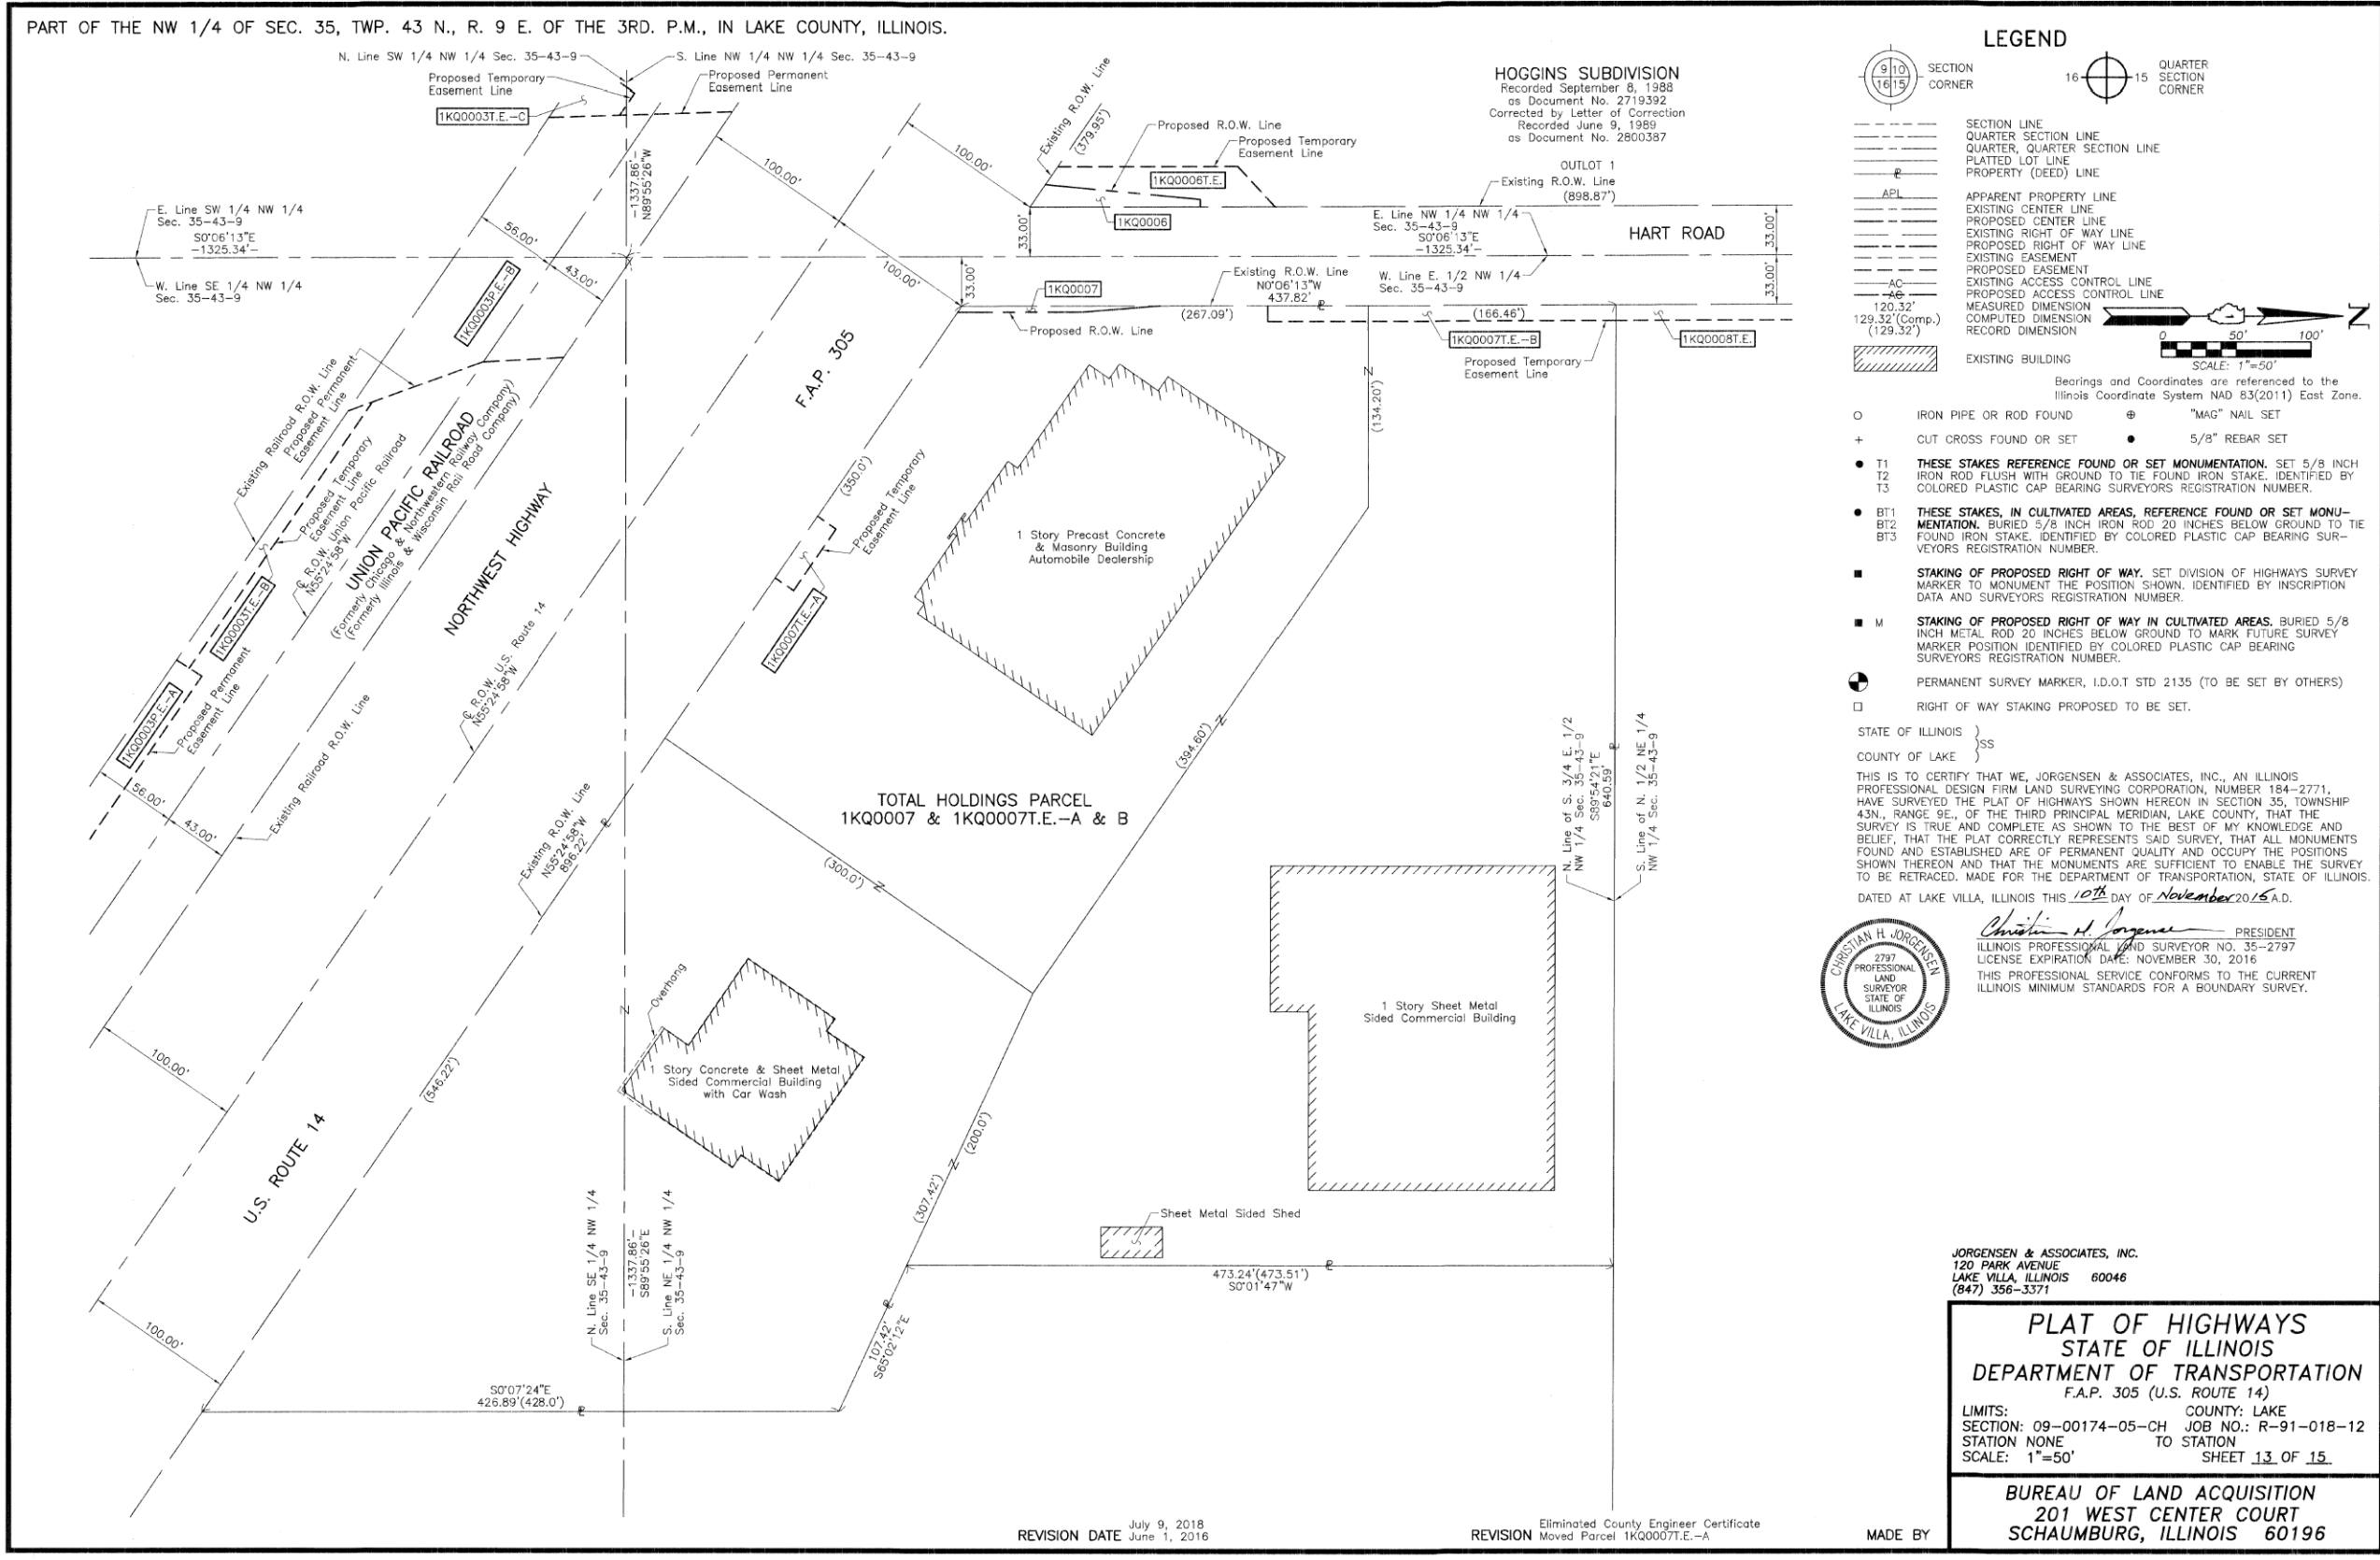 PART OF THE NW 1/4 OF SEC. 35, TWP. 43 N., R. 9 E. OF THE 3RD. P.M., IN LAKE COUNTY, ILLINOIS.
N. Line SW 1/4 NW 1/4 Sec. 35-43-9
S. Line NW 1/4 NW 1/4 Sec. 35-43-9
Proposed Temporary
Easement Line
Proposed Permanent
Easement Line
1KQ0003T.E.-C
-1337.86'-
N89°55'26"W
E. Line SW 1/4 NW 1/4
Sec. 35-43-9
S0°06'13"E
-1325.34'-
W. Line SE 1/4 NW 1/4
Sec. 35-43-9
56.00'
43.00'
1KQ0003P.E.-B
100.00'
100.00'
100.00'
Existing R.O.W. Line
(379.95')
Proposed R.O.W. Line
Proposed Temporary
Easement Line
1KQ0006T.E.
1KQ0006
33.00'
33.00'
HOGGINS SUBDIVISION
Recorded September 8, 1988
as Document No. 2719392
Corrected by Letter of Correction
Recorded June 9, 1989
as Document No. 2800387
OUTLOT 1
Existing R.O.W. Line
(898.87')
E. Line NW 1/4 NW 1/4
Sec. 35-43-9
S0°06'13"E
-1325.34'-
HART ROAD
33.00'
33.00'
W. Line E. 1/2 NW 1/4
Sec. 35-43-9
Existing R.O.W. Line
N0°06'13"W
437.82'
1KQ0007
Proposed R.O.W. Line
(267.09')
(166.46')
1KQ0007T.E.-B
1KQ0008T.E.
Proposed Temporary
Easement Line
F.A.P. 305
(134.20')
Existing Railroad R.O.W. Line
Proposed Permanent
Easement Line
Proposed Temporary
Easement Line
℄ R.O.W. Union Pacific Railroad
N55°24'58"W
UNION PACIFIC RAILROAD
(Formerly Chicago & Northwestern Railway Company)
(Formerly Illinois & Wisconsin Rail Road Company)
NORTHWEST HIGHWAY
(350.0')
Proposed Temporary
Easement Line
1KQ0007T.E.-A
1 Story Precast Concrete
& Masonry Building
Automobile Dealership
1KQ0003T.E.-B
1KQ0003P.E.-A
Proposed Permanent
Easement Line
Existing Railroad R.O.W. Line
℄ R.O.W. U.S. Route 14
N55°24'58"W
56.00'
43.00'
Existing R.O.W. Line
N55°24'58"W
896.22'
TOTAL HOLDINGS PARCEL
1KQ0007 & 1KQ0007T.E.-A & B
(394.60')
(300.0')
N. Line of S. 3/4 E. 1/2
NW 1/4 Sec. 35-43-9
S89°54'21"E
640.59'
S. Line of N. 1/2 NE 1/4
NW 1/4 Sec. 35-43-9
Overhang
1 Story Concrete & Sheet Metal
Sided Commercial Building
with Car Wash
1 Story Sheet Metal
Sided Commercial Building
100.00'
(546.22')
U.S. ROUTE 14
(200.0')
(307.42')
Sheet Metal Sided Shed
473.24'(473.51')
S0°01'47"W
N. Line SE 1/4 NW 1/4
Sec. 35-43-9
-1337.86'-
S89°55'26"E
S. Line NE 1/4 NW 1/4
Sec. 35-43-9
107.42'
S65°02'12"E
100.00'
S0°07'24"E
426.89'(428.0')
REVISION DATE July 9, 2018
June 1, 2016
REVISION Eliminated County Engineer Certificate
Moved Parcel 1KQ0007T.E.-A
MADE BY
LEGEND
9 10
16 15
SECTION
CORNER
16 15
QUARTER
SECTION
CORNER
SECTION LINE
QUARTER SECTION LINE
QUARTER, QUARTER SECTION LINE
PLATTED LOT LINE
PROPERTY (DEED) LINE
APL APPARENT PROPERTY LINE
EXISTING CENTER LINE
PROPOSED CENTER LINE
EXISTING RIGHT OF WAY LINE
PROPOSED RIGHT OF WAY LINE
EXISTING EASEMENT
PROPOSED EASEMENT
AC EXISTING ACCESS CONTROL LINE
AC PROPOSED ACCESS CONTROL LINE
120.32' MEASURED DIMENSION
129.32'(Comp.) COMPUTED DIMENSION
(129.32') RECORD DIMENSION
EXISTING BUILDING
N
0 50' 100'
SCALE: 1"=50'
Bearings and Coordinates are referenced to the
Illinois Coordinate System NAD 83(2011) East Zone.
IRON PIPE OR ROD FOUND
"MAG" NAIL SET
CUT CROSS FOUND OR SET
5/8" REBAR SET
T1 THESE STAKES REFERENCE FOUND OR SET MONUMENTATION. SET 5/8 INCH
T2 IRON ROD FLUSH WITH GROUND TO TIE FOUND IRON STAKE. IDENTIFIED BY
T3 COLORED PLASTIC CAP BEARING SURVEYORS REGISTRATION NUMBER.
BT1 THESE STAKES, IN CULTIVATED AREAS, REFERENCE FOUND OR SET MONU-
BT2 MENTATION. BURIED 5/8 INCH IRON ROD 20 INCHES BELOW GROUND TO TIE
BT3 FOUND IRON STAKE. IDENTIFIED BY COLORED PLASTIC CAP BEARING SUR-
VEYORS REGISTRATION NUMBER.
STAKING OF PROPOSED RIGHT OF WAY. SET DIVISION OF HIGHWAYS SURVEY
MARKER TO MONUMENT THE POSITION SHOWN. IDENTIFIED BY INSCRIPTION
DATA AND SURVEYORS REGISTRATION NUMBER.
M STAKING OF PROPOSED RIGHT OF WAY IN CULTIVATED AREAS. BURIED 5/8
INCH METAL ROD 20 INCHES BELOW GROUND TO MARK FUTURE SURVEY
MARKER POSITION IDENTIFIED BY COLORED PLASTIC CAP BEARING
SURVEYORS REGISTRATION NUMBER.
PERMANENT SURVEY MARKER, I.D.O.T STD 2135 (TO BE SET BY OTHERS)
RIGHT OF WAY STAKING PROPOSED TO BE SET.
STATE OF ILLINOIS )
)SS
COUNTY OF LAKE )
THIS IS TO CERTIFY THAT WE, JORGENSEN & ASSOCIATES, INC., AN ILLINOIS
PROFESSIONAL DESIGN FIRM LAND SURVEYING CORPORATION, NUMBER 184-2771,
HAVE SURVEYED THE PLAT OF HIGHWAYS SHOWN HEREON IN SECTION 35, TOWNSHIP
43N., RANGE 9E., OF THE THIRD PRINCIPAL MERIDIAN, LAKE COUNTY, THAT THE
SURVEY IS TRUE AND COMPLETE AS SHOWN TO THE BEST OF MY KNOWLEDGE AND
BELIEF, THAT THE PLAT CORRECTLY REPRESENTS SAID SURVEY, THAT ALL MONUMENTS
FOUND AND ESTABLISHED ARE OF PERMANENT QUALITY AND OCCUPY THE POSITIONS
SHOWN THEREON AND THAT THE MONUMENTS ARE SUFFICIENT TO ENABLE THE SURVEY
TO BE RETRACED. MADE FOR THE DEPARTMENT OF TRANSPORTATION, STATE OF ILLINOIS.
DATED AT LAKE VILLA, ILLINOIS THIS 10th DAY OF November 2015 A.D.
Christian H. Jorgensen PRESIDENT
ILLINOIS PROFESSIONAL LAND SURVEYOR NO. 35-2797
LICENSE EXPIRATION DATE: NOVEMBER 30, 2016
THIS PROFESSIONAL SERVICE CONFORMS TO THE CURRENT
ILLINOIS MINIMUM STANDARDS FOR A BOUNDARY SURVEY.
CHRISTIAN H. JORGENSEN
2797
PROFESSIONAL
LAND
SURVEYOR
STATE OF
ILLINOIS
LAKE VILLA, ILLINOIS
JORGENSEN & ASSOCIATES, INC.
120 PARK AVENUE
LAKE VILLA, ILLINOIS 60046
(847) 356-3371
PLAT OF HIGHWAYS
STATE OF ILLINOIS
DEPARTMENT OF TRANSPORTATION
F.A.P. 305 (U.S. ROUTE 14)
LIMITS: COUNTY: LAKE
SECTION: 09-00174-05-CH JOB NO.: R-91-018-12
STATION NONE TO STATION
SCALE: 1"=50' SHEET 13 OF 15
BUREAU OF LAND ACQUISITION
201 WEST CENTER COURT
SCHAUMBURG, ILLINOIS 60196